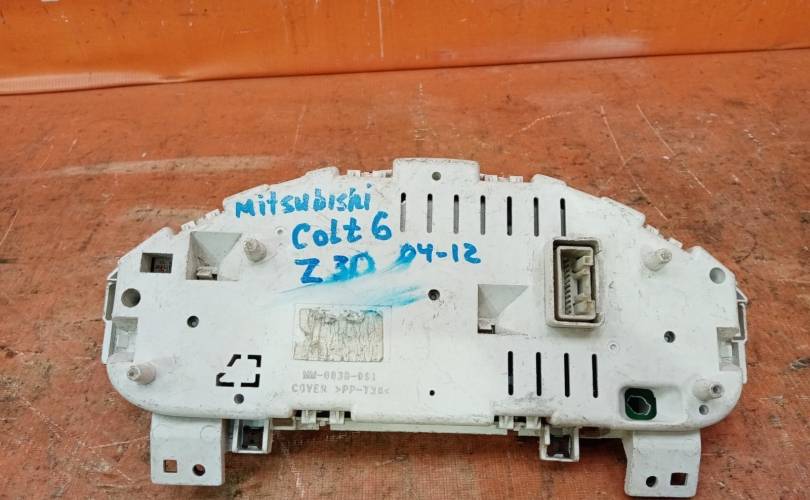 Mitsubishi
Colt 6
Z30 04-12
COVER >PP-T30<